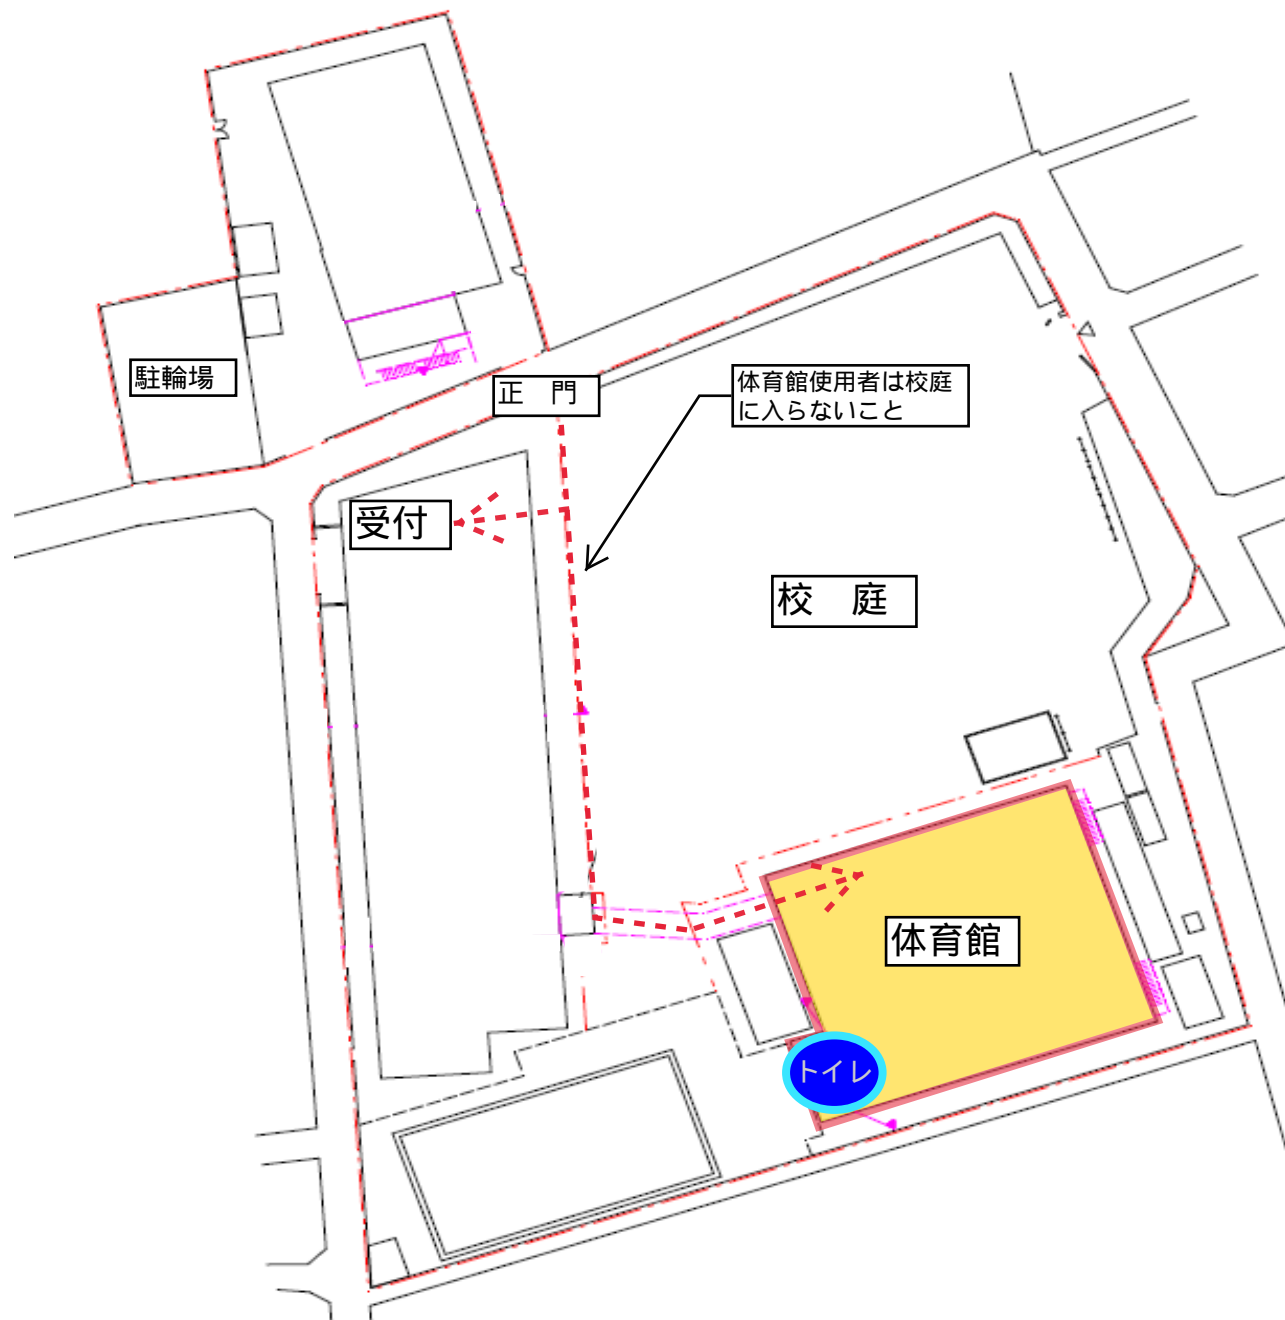 駐輪場
正　門
体育館使用者は校庭
に入らないこと
受付
校　庭
体育館
トイレ